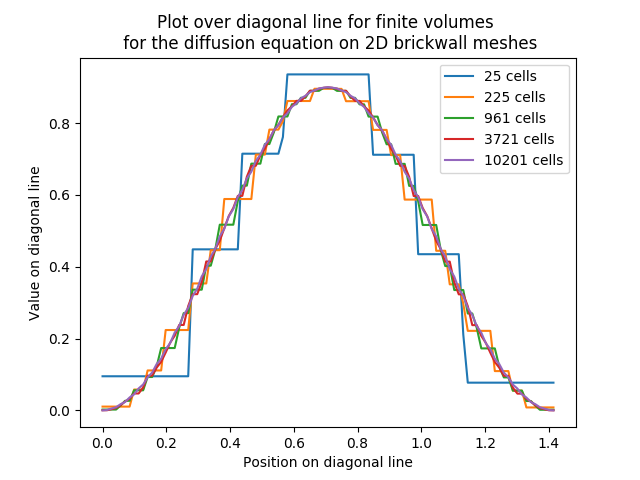 Plot over diagonal line for finite volumes
for the diffusion equation on 2D brickwall meshes
25 cells
225 cells
961 cells
3721 cells
10201 cells
Value on diagonal line
0.8
0.6
0.4
0.2
0.0
0.0 0.2 0.4 0.6 0.8 1.0 1.2 1.4
Position on diagonal line